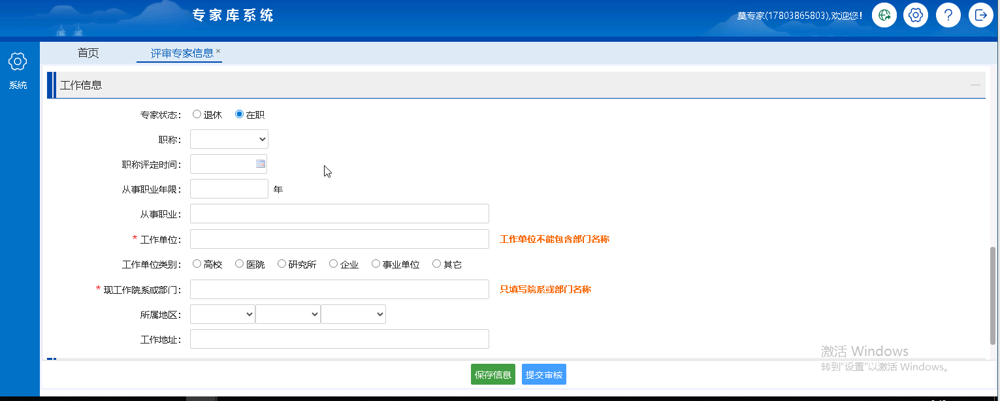 专家库系统
莫专家(17803865803),欢迎您!
系统
首页 评审专家信息 ×
工作信息
专家状态: 退休 在职
职称:
职称评定时间:
从事职业年限: 年
从事职业:
* 工作单位: 工作单位不能包含部门名称
工作单位类别: 高校 医院 研究所 企业 事业单位 其它
* 现工作院系或部门: 只填写院系或部门名称
所属地区:
工作地址:
激活 Windows
转到"设置"以激活 Windows。
保存信息 提交审核